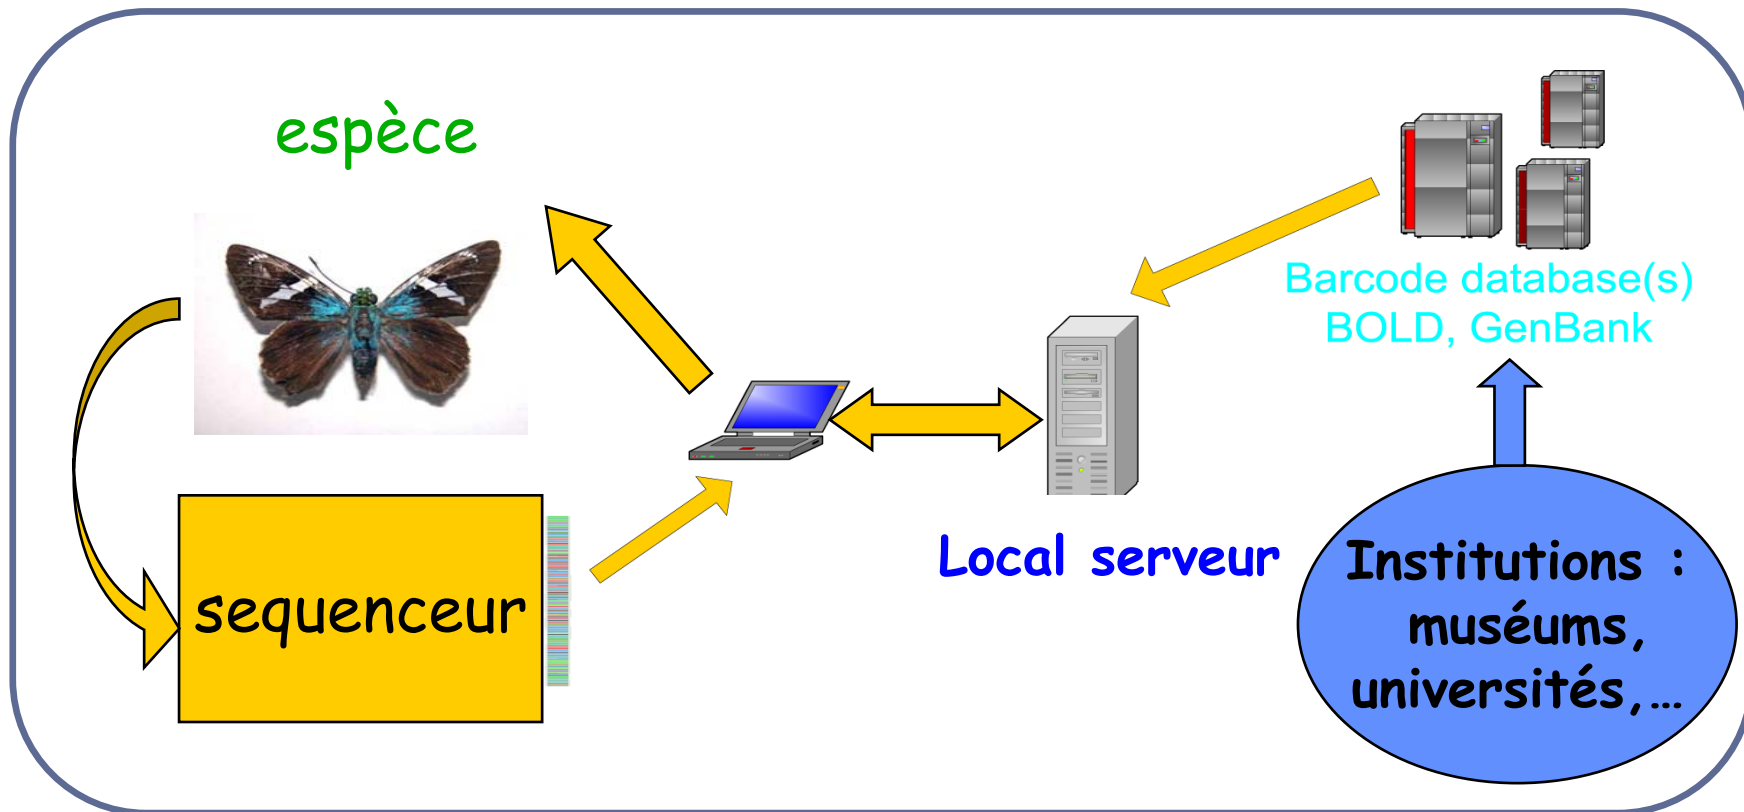 espèce
Barcode database(s)
BOLD, GenBank
sequenceur
Local serveur
Institutions :
muséums,
universités,…